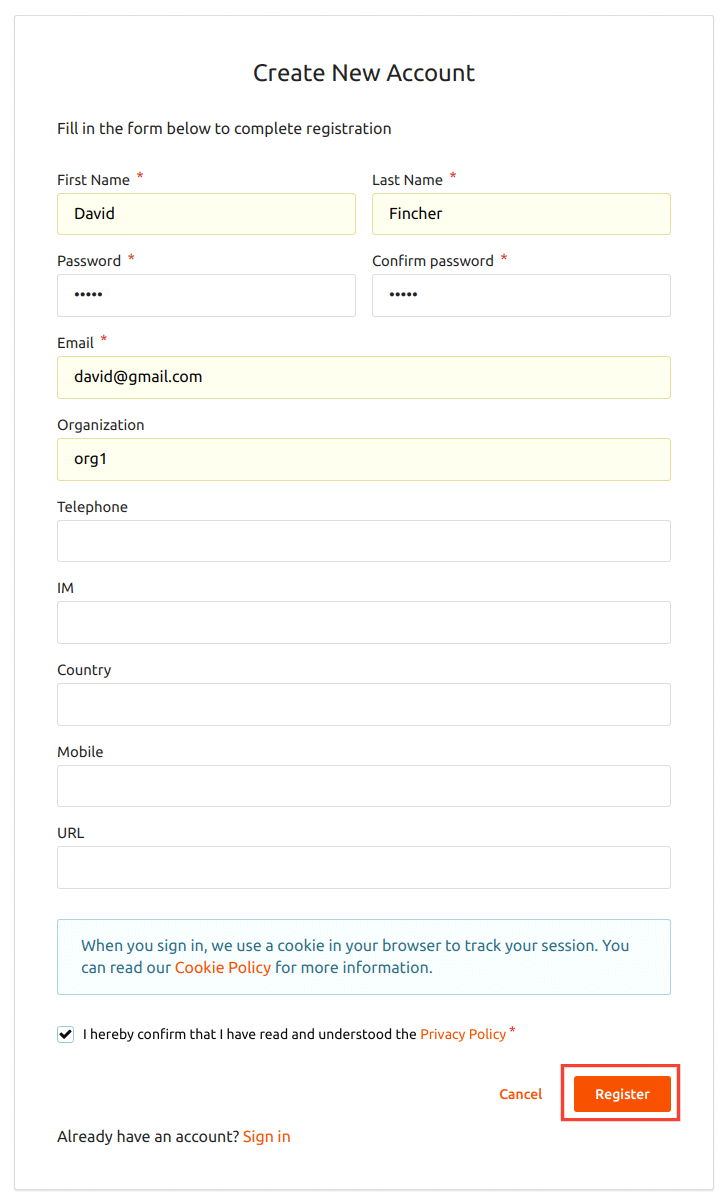 Create New Account
Fill in the form below to complete registration
First Name * Last Name *
David Fincher
Password * Confirm password *
••••• •••••
Email *
david@gmail.com
Organization
org1
Telephone
IM
Country
Mobile
URL
When you sign in, we use a cookie in your browser to track your session. You
can read our Cookie Policy for more information.
I hereby confirm that I have read and understood the Privacy Policy *
Cancel Register
Already have an account? Sign in